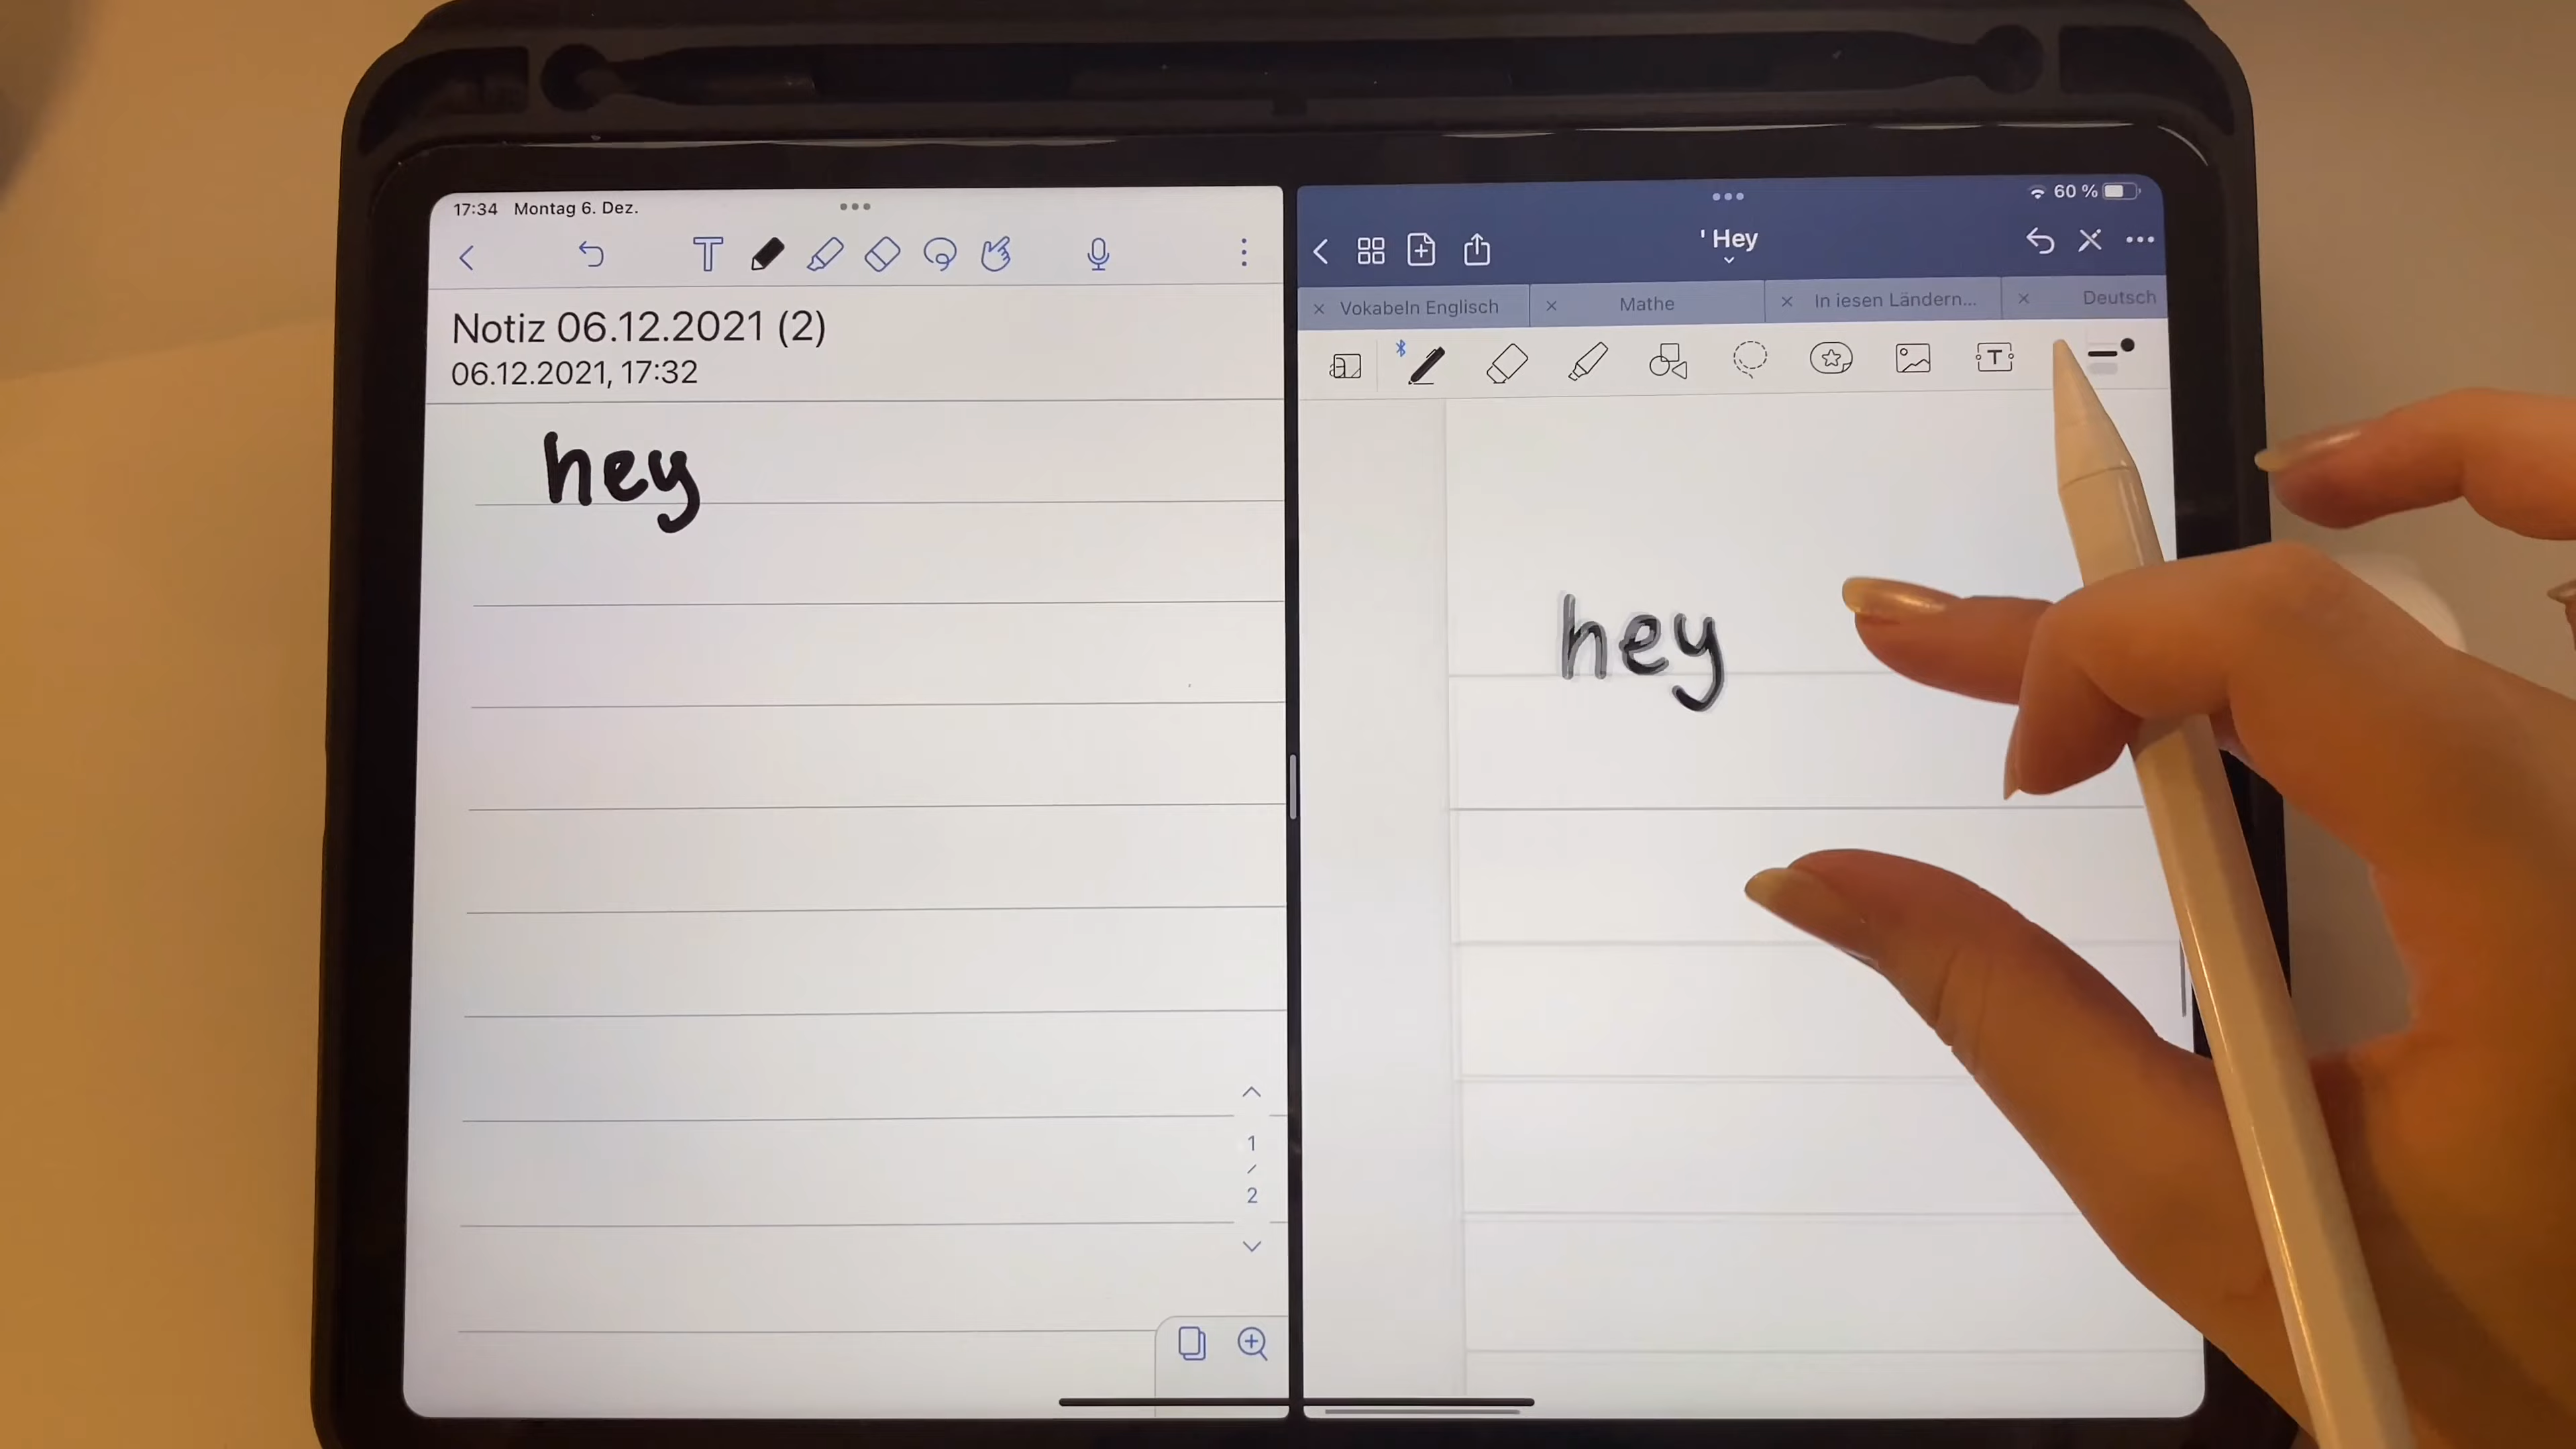 17:34 Montag 6. Dez.
Notiz 06.12.2021 (2)
06.12.2021, 17:32
hey
1
/
2
60 %
' Hey
Vokabeln Englisch
Mathe
In iesen Ländern...
Deutsch
hey